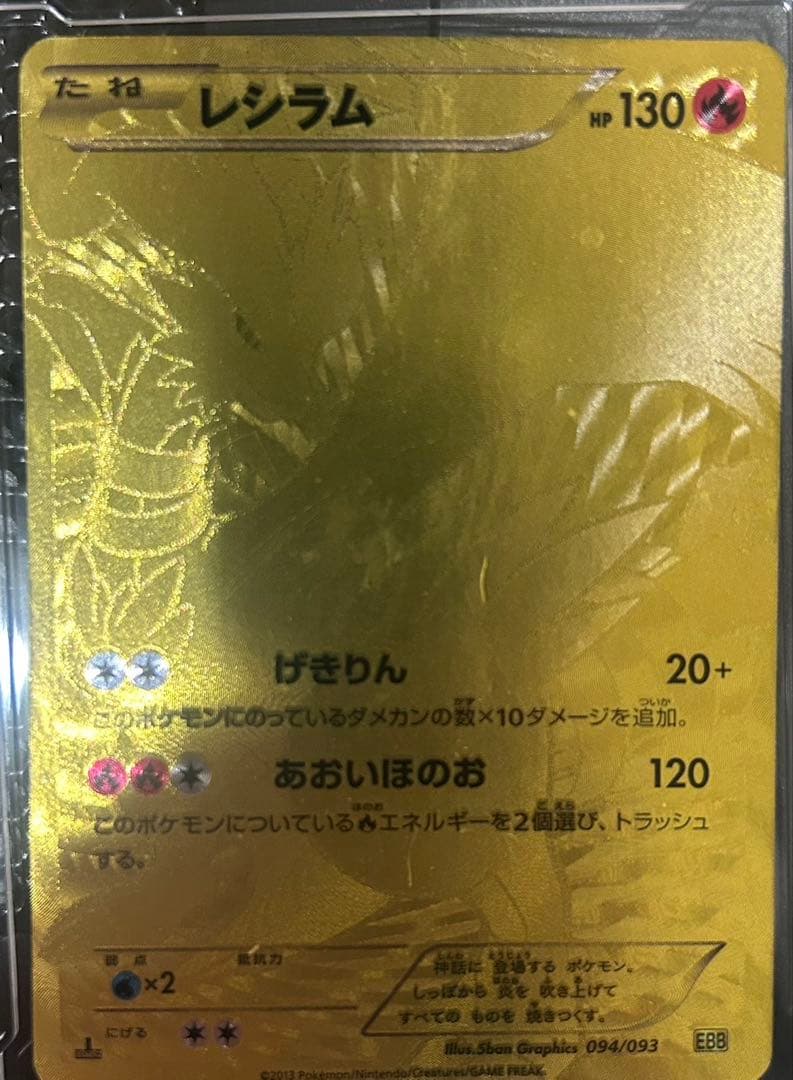 たね レシラム HP 130
げきりん 20+
このポケモンにのっているダメカンの数×10ダメージを追加。
あおいほのお 120
このポケモンについているエネルギーを2個選び、トラッシュ
する。
弱点 抵抗力
×2
にげる
神話に 登場する ポケモン。
しっぽから 炎を 吹き上げて
すべての ものを 焼きつくす。
Illus.5ban Graphics 094/093 EBB
©2013 Pokémon/Nintendo/Creatures/GAME FREAK.